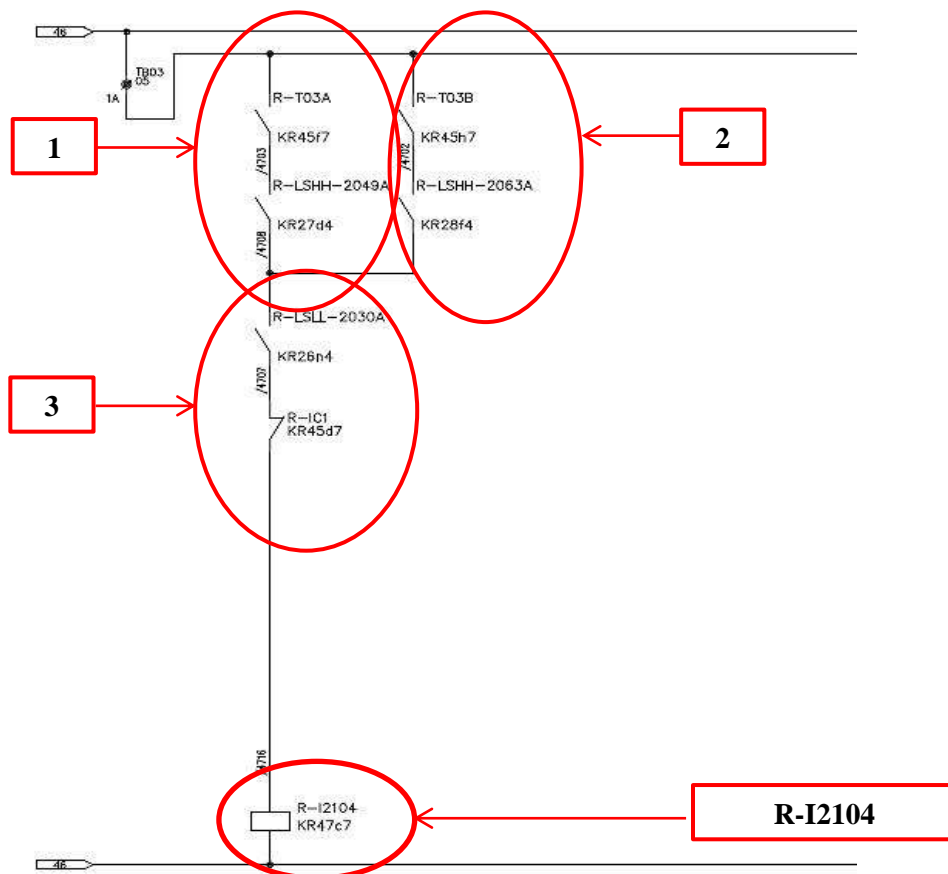 46
TB03
05
1A
R-T03A
KR45f7
/4703
R-LSHH-2049A
KR27d4
/4708
R-T03B
KR45h7
/4702
R-LSHH-2063A
KR28f4
1
2
R-LSLL-2030A
KR26n4
/4707
R-IC1
KR45d7
3
/4716
R-I2104
KR47c7
R-I2104
46